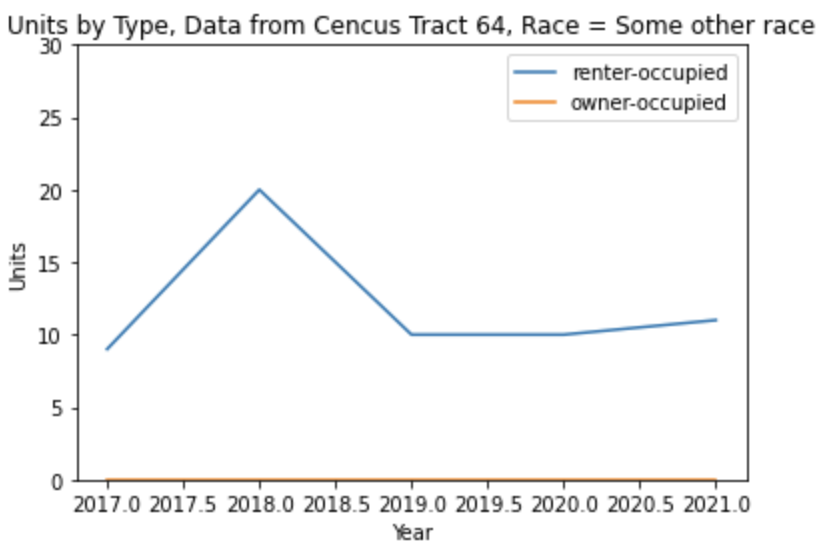 Units by Type, Data from Cencus Tract 64, Race = Some other race
30
25
20
15
10
5
0
Units
renter-occupied
owner-occupied
2017.0 2017.5 2018.0 2018.5 2019.0 2019.5 2020.0 2020.5 2021.0
Year